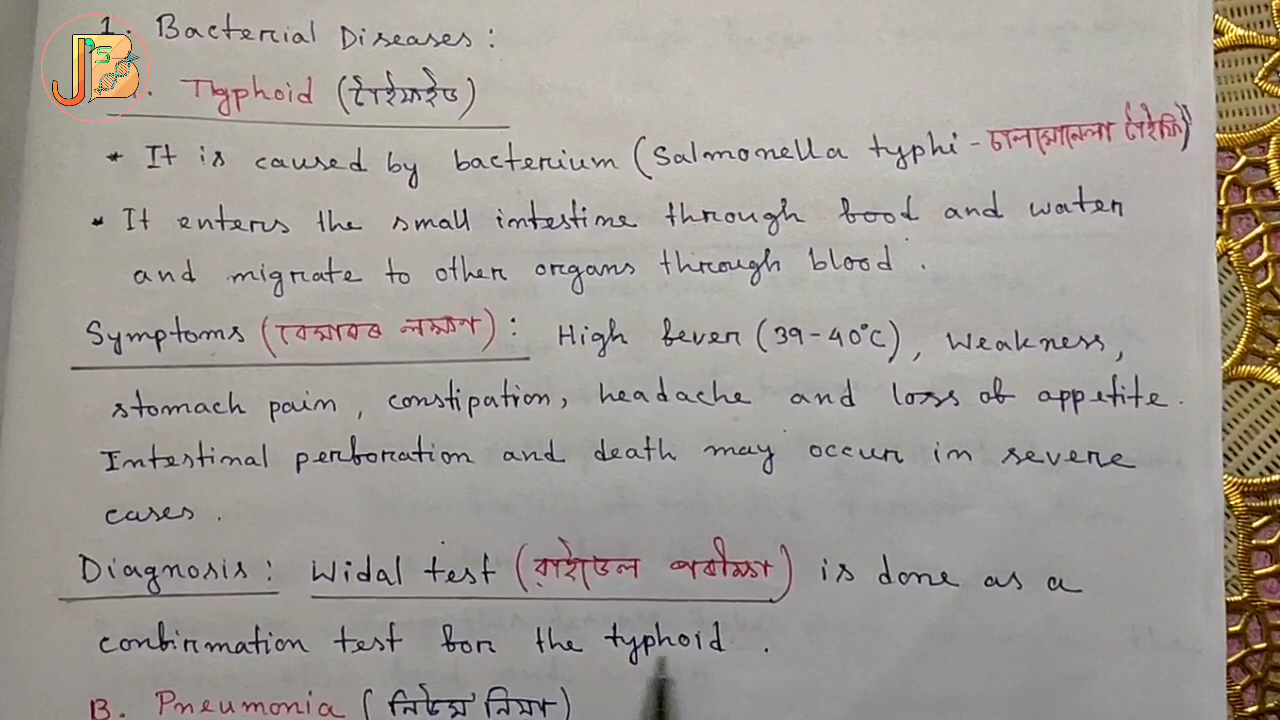 1. Bacterial Diseases:
JBS
A. Typhoid (টাইফইড)
* It is caused by bacterium (Salmonella typhi - চালমোনেলা টাইফি)
* It enters the small intestine through food and water
and migrate to other organs through blood.
Symptoms (বেমাৰৰ লক্ষণ): High fever (39-40°C), weakness,
stomach pain, constipation, headache and loss of appetite.
Intestinal perforation and death may occur in severe
cases.
Diagnosis: Widal test (ৱাইডেল পৰীক্ষা) is done as a
confirmation test for the typhoid.
B. Pneumonia (নিউম'নিয়া)